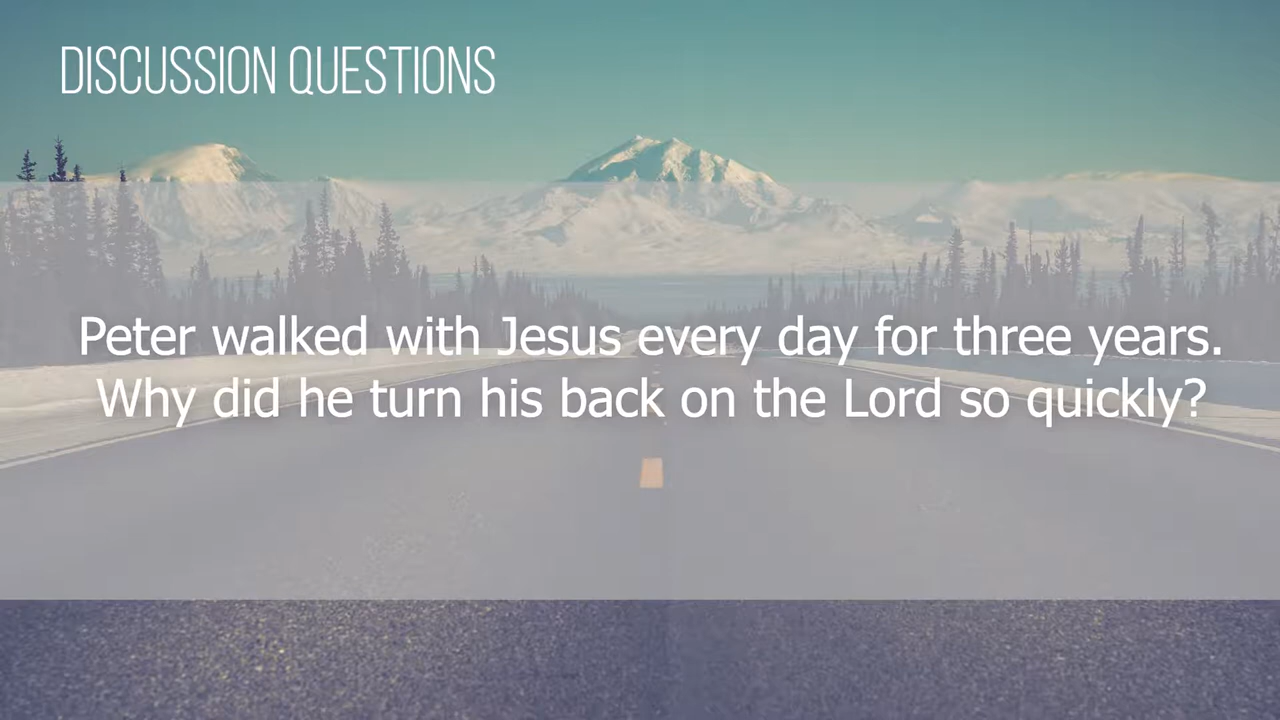 DISCUSSION QUESTIONS
Peter walked with Jesus every day for three years.
Why did he turn his back on the Lord so quickly?